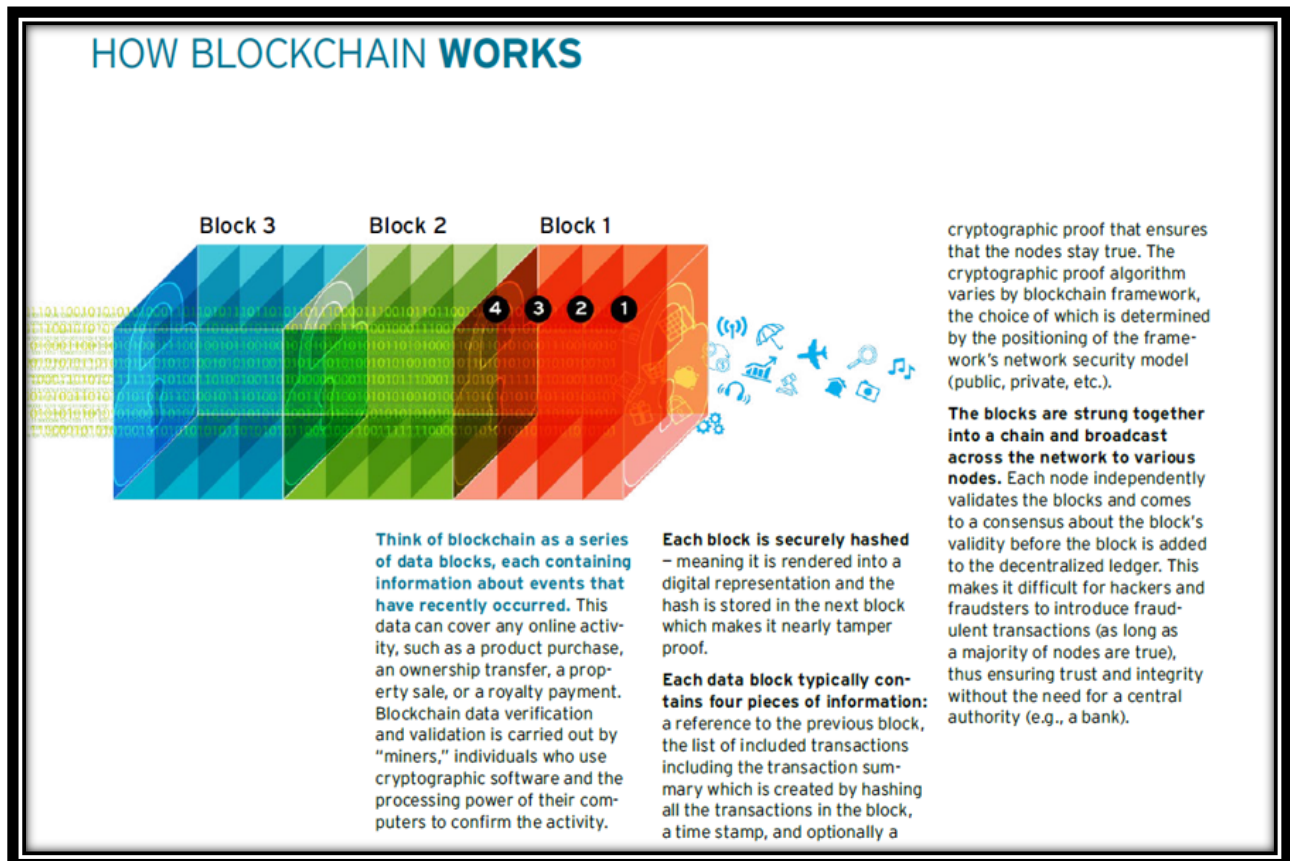 HOW BLOCKCHAIN WORKS
Block 3
Block 2
Block 1
4
3
2
1
Think of blockchain as a series
of data blocks, each containing
information about events that
have recently occurred. This
data can cover any online activ-
ity, such as a product purchase,
an ownership transfer, a prop-
erty sale, or a royalty payment.
Blockchain data verification
and validation is carried out by
“miners,” individuals who use
cryptographic software and the
processing power of their com-
puters to confirm the activity.
Each block is securely hashed
– meaning it is rendered into a
digital representation and the
hash is stored in the next block
which makes it nearly tamper
proof.
Each data block typically con-
tains four pieces of information:
a reference to the previous block,
the list of included transactions
including the transaction sum-
mary which is created by hashing
all the transactions in the block,
a time stamp, and optionally a
cryptographic proof that ensures
that the nodes stay true. The
cryptographic proof algorithm
varies by blockchain framework,
the choice of which is determined
by the positioning of the frame-
work’s network security model
(public, private, etc.).
The blocks are strung together
into a chain and broadcast
across the network to various
nodes. Each node independently
validates the blocks and comes
to a consensus about the block’s
validity before the block is added
to the decentralized ledger. This
makes it difficult for hackers and
fraudsters to introduce fraud-
ulent transactions (as long as
a majority of nodes are true),
thus ensuring trust and integrity
without the need for a central
authority (e.g., a bank).